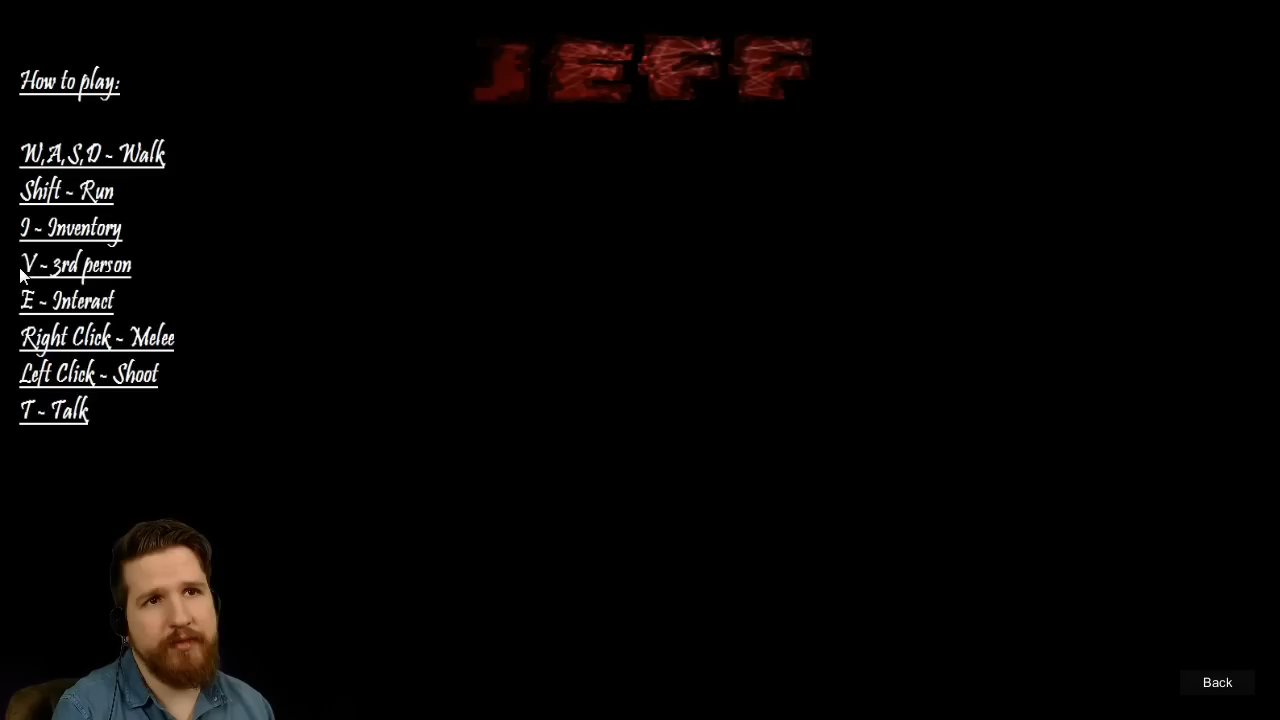 JEFF
How to play:
W,A,S,D ~ Walk
Shift ~ Run
I ~ Inventory
V ~ 3rd person
E ~ Interact
Right Click ~ Melee
Left Click ~ Shoot
T ~ Talk
Back